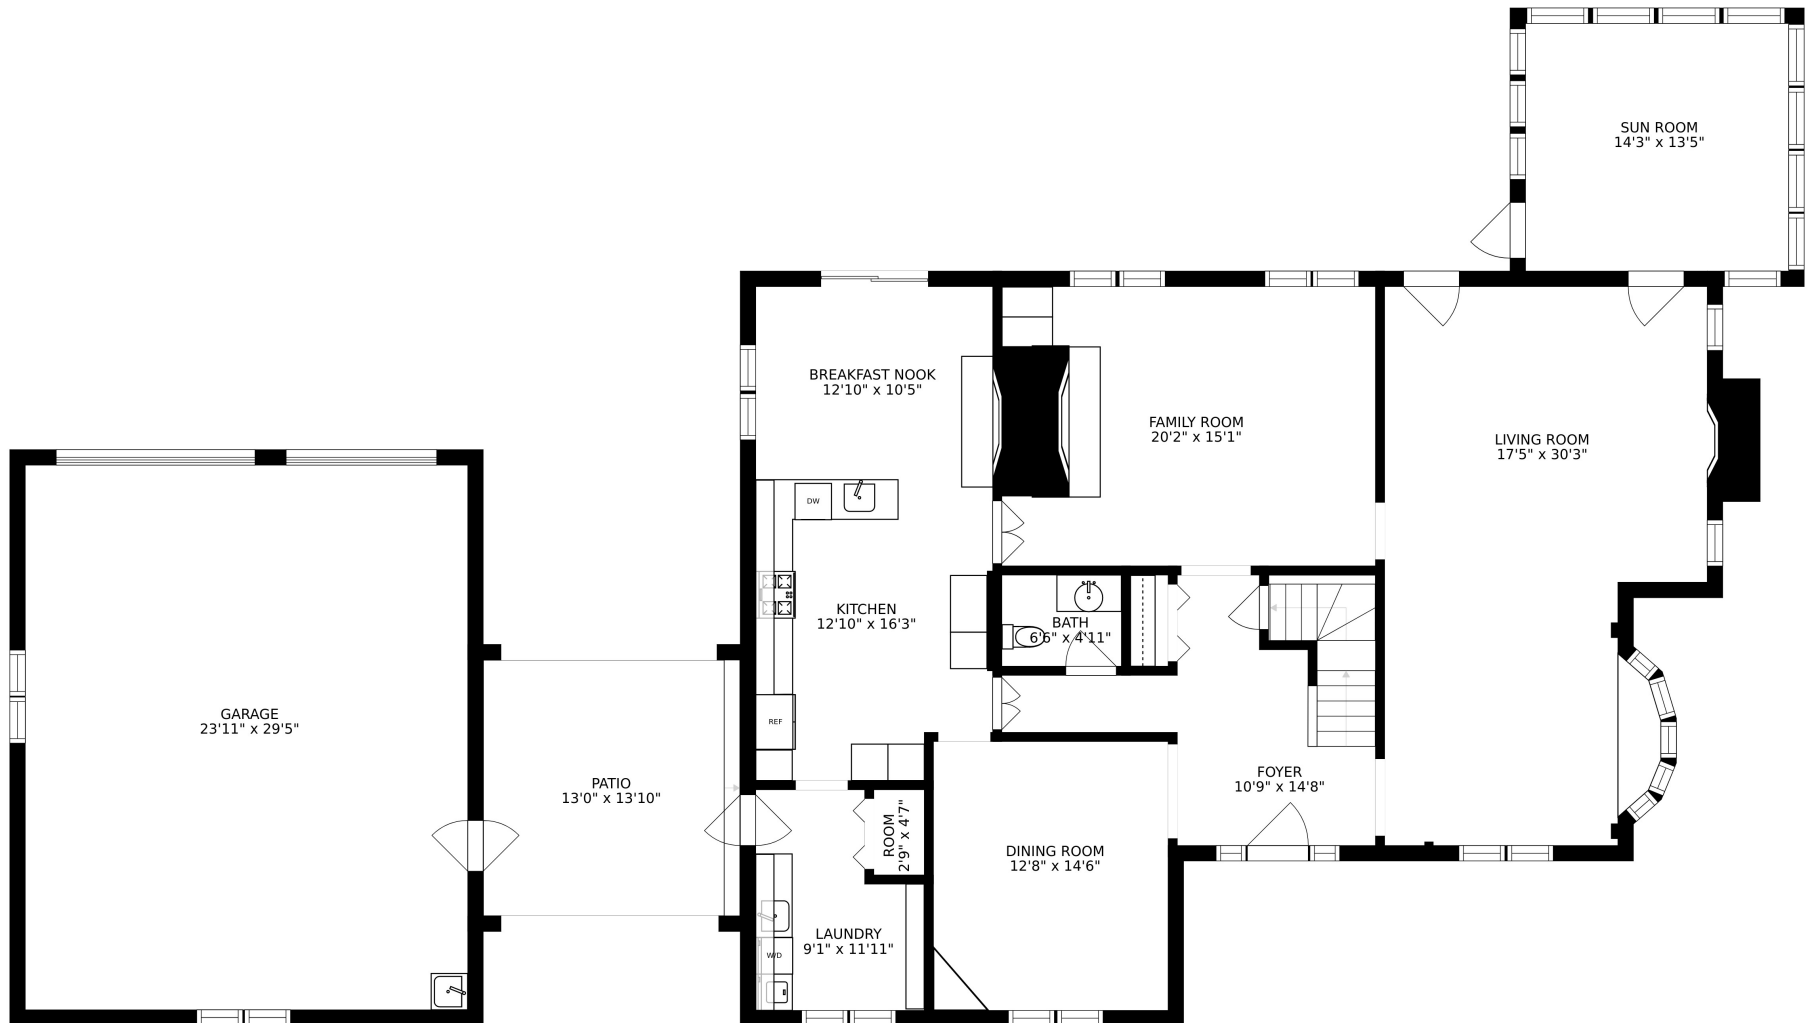 SUN ROOM
14'3" x 13'5"
BREAKFAST NOOK
12'10" x 10'5"
FAMILY ROOM
20'2" x 15'1"
LIVING ROOM
17'5" x 30'3"
DW
KITCHEN
12'10" x 16'3"
BATH
6'6" x 4'11"
GARAGE
23'11" x 29'5"
REF
PATIO
13'0" x 13'10"
FOYER
10'9" x 14'8"
ROOM
2'9" x 4'7"
DINING ROOM
12'8" x 14'6"
LAUNDRY
9'1" x 11'11"
W/D